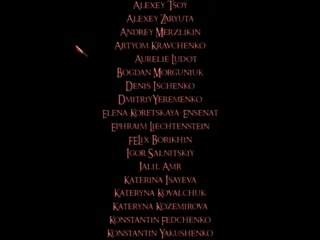 Alexey Tsoy
Alexey Zaryuta
Andrey Merzlikin
Artyom Kravchenko
Aurelie Ludot
Bogdan Morguniuk
Denis Ischenko
Dmitriy Yeremenko
Elena Koretskaya-Ensenat
Ephraim Liechtenstein
Felix Borikhin
Igor Salnitskiy
Jalil Amr
Katerina Isayeva
Kateryna Kovalchuk
Kateryna Kozemirova
Konstantin Fedchenko
Konstantin Yakushenko